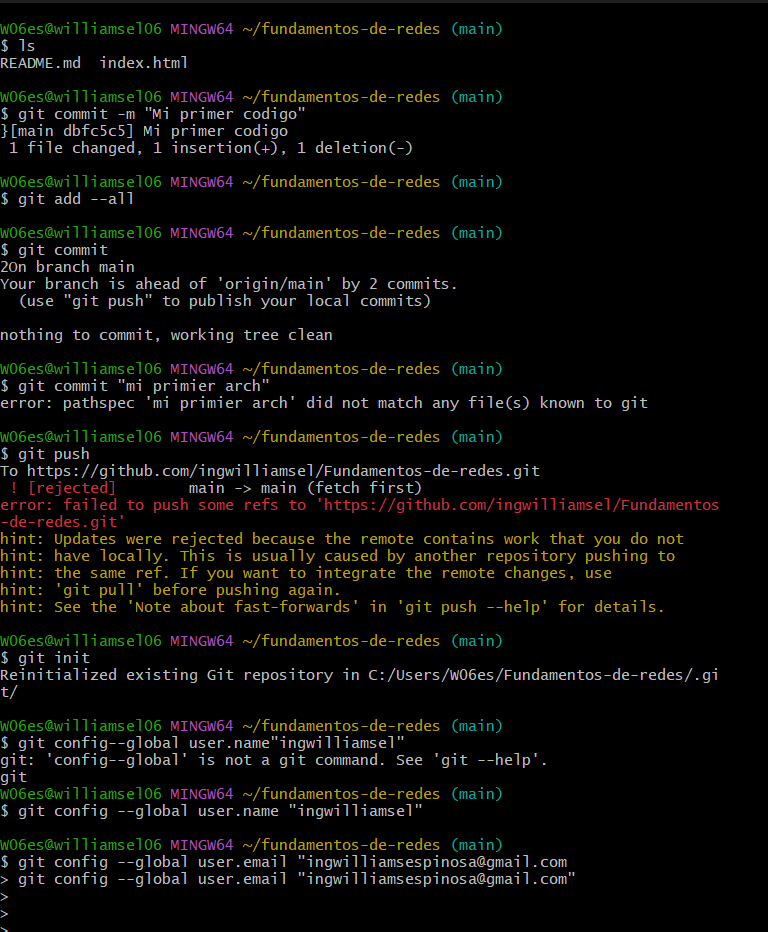 W06es@williamsel06 MINGW64 ~/fundamentos-de-redes (main)
$ ls
README.md  index.html
W06es@williamsel06 MINGW64 ~/fundamentos-de-redes (main)
$ git commit -m "Mi primer codigo"
}[main dbfc5c5] Mi primer codigo
 1 file changed, 1 insertion(+), 1 deletion(-)
W06es@williamsel06 MINGW64 ~/fundamentos-de-redes (main)
$ git add --all
W06es@williamsel06 MINGW64 ~/fundamentos-de-redes (main)
$ git commit
2On branch main
Your branch is ahead of 'origin/main' by 2 commits.
  (use "git push" to publish your local commits)
nothing to commit, working tree clean
W06es@williamsel06 MINGW64 ~/fundamentos-de-redes (main)
$ git commit "mi primier arch"
error: pathspec 'mi primier arch' did not match any file(s) known to git
W06es@williamsel06 MINGW64 ~/fundamentos-de-redes (main)
$ git push
To https://github.com/ingwilliamsel/Fundamentos-de-redes.git
 ! [rejected]        main -> main (fetch first)
error: failed to push some refs to 'https://github.com/ingwilliamsel/Fundamentos
-de-redes.git'
hint: Updates were rejected because the remote contains work that you do not
hint: have locally. This is usually caused by another repository pushing to
hint: the same ref. If you want to integrate the remote changes, use
hint: 'git pull' before pushing again.
hint: See the 'Note about fast-forwards' in 'git push --help' for details.
W06es@williamsel06 MINGW64 ~/fundamentos-de-redes (main)
$ git init
Reinitialized existing Git repository in C:/Users/W06es/Fundamentos-de-redes/.gi
t/
W06es@williamsel06 MINGW64 ~/fundamentos-de-redes (main)
$ git config--global user.name"ingwilliamsel"
git: 'config--global' is not a git command. See 'git --help'.
git
W06es@williamsel06 MINGW64 ~/fundamentos-de-redes (main)
$ git config --global user.name "ingwilliamsel"
W06es@williamsel06 MINGW64 ~/fundamentos-de-redes (main)
$ git config --global user.email "ingwilliamsespinosa@gmail.com
> git config --global user.email "ingwilliamsespinosa@gmail.com"
>
>
>